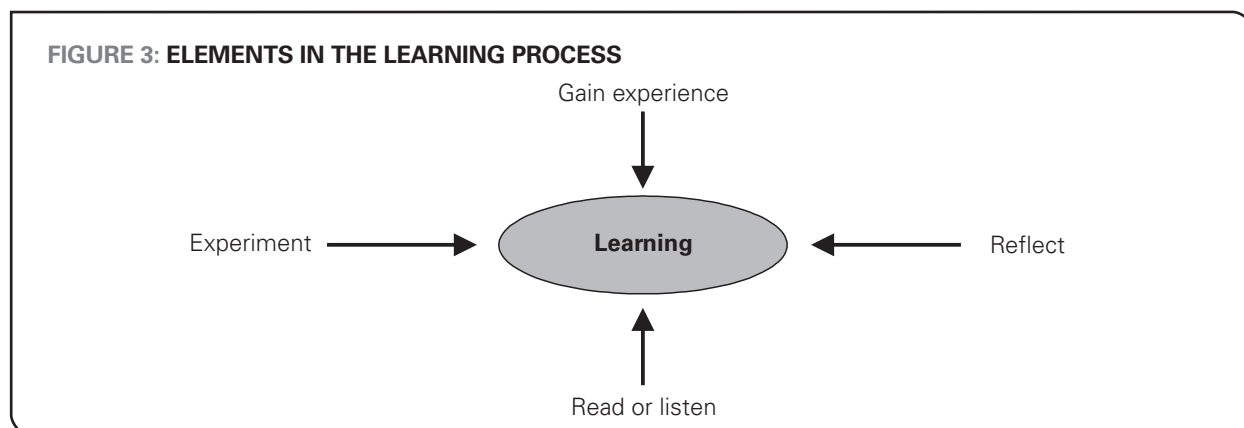 FIGURE 3: ELEMENTS IN THE LEARNING PROCESS
Gain experience
Experiment
Learning
Reflect
Read or listen